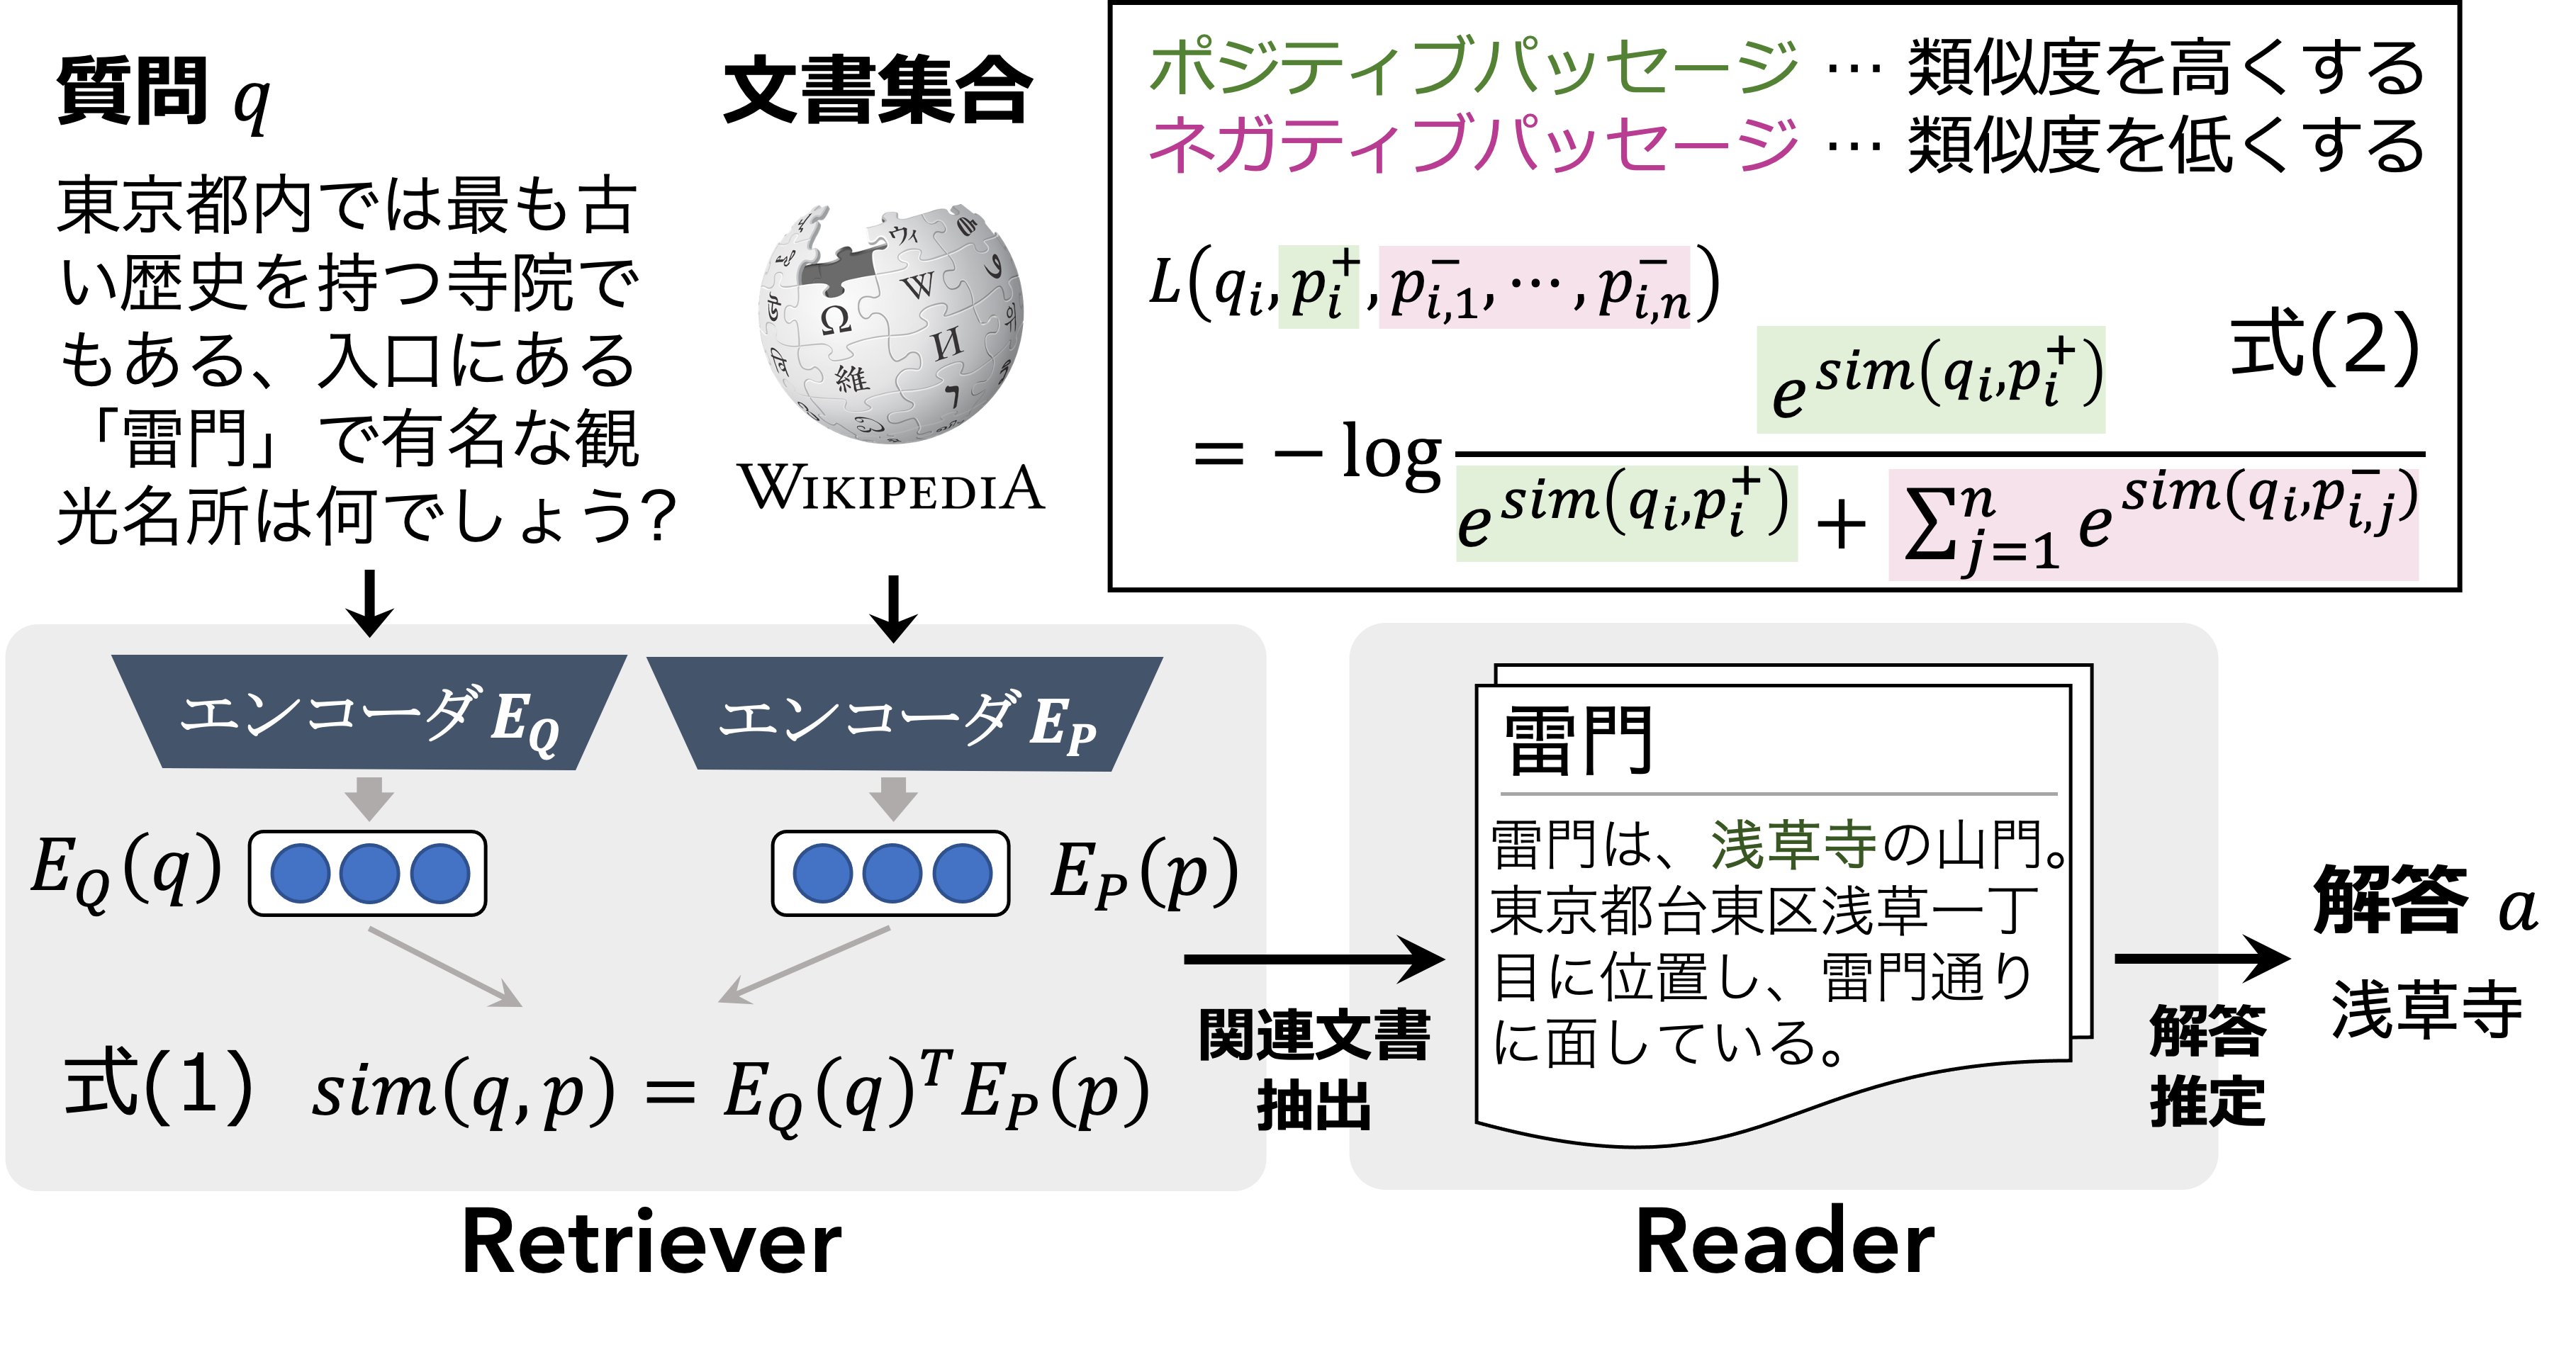 質問 q
東京都内では最も古
い歴史を持つ寺院で
もある、入口にある
「雷門」で有名な観
光名所は何でしょう?
文書集合
Ω W И 維 ウィ
WIKIPEDIA
ポジティブパッセージ … 類似度を高くする
ネガティブパッセージ … 類似度を低くする
L(q_i, p_i^+, p_{i,1}^-, ⋯, p_{i,n}^-)
式(2)
= − log e^{sim(q_i,p_i^+)} / (e^{sim(q_i,p_i^+)} + ∑_{j=1}^{n} e^{sim(q_i,p_{i,j}^-)})
エンコーダ E_Q
エンコーダ E_P
E_Q(q)
E_P(p)
式(1) sim(q, p) = E_Q(q)^T E_P(p)
Retriever
関連文書
抽出
雷門
雷門は、浅草寺の山門。
東京都台東区浅草一丁
目に位置し、雷門通り
に面している。
Reader
解答
推定
解答 a
浅草寺